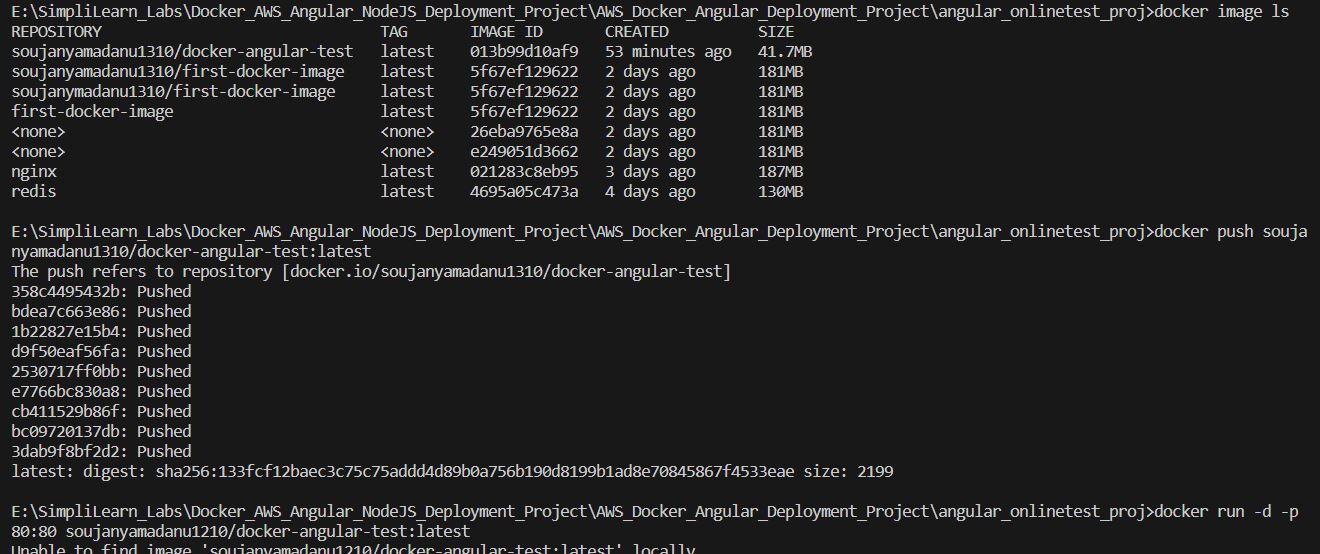 E:\SimpliLearn_Labs\Docker_AWS_Angular_NodeJS_Deployment_Project\AWS_Docker_Angular_Deployment_Project\angular_onlinetest_proj>docker image ls
REPOSITORY TAG IMAGE ID CREATED SIZE
soujanyamadanu1310/docker-angular-test latest 013b99d10af9 53 minutes ago 41.7MB
soujanyamadanu1310/first-docker-image latest 5f67ef129622 2 days ago 181MB
soujanymadanu1310/first-docker-image latest 5f67ef129622 2 days ago 181MB
first-docker-image latest 5f67ef129622 2 days ago 181MB
<none> <none> 26eba9765e8a 2 days ago 181MB
<none> <none> e249051d3662 2 days ago 181MB
nginx latest 021283c8eb95 3 days ago 187MB
redis latest 4695a05c473a 4 days ago 130MB
E:\SimpliLearn_Labs\Docker_AWS_Angular_NodeJS_Deployment_Project\AWS_Docker_Angular_Deployment_Project\angular_onlinetest_proj>docker push souja
nyamadanu1310/docker-angular-test:latest
The push refers to repository [docker.io/soujanyamadanu1310/docker-angular-test]
358c4495432b: Pushed
bdea7c663e86: Pushed
1b22827e15b4: Pushed
d9f50eaf56fa: Pushed
2530717ff0bb: Pushed
e7766bc830a8: Pushed
cb411529b86f: Pushed
bc09720137db: Pushed
3dab9f8bf2d2: Pushed
latest: digest: sha256:133fcf12baec3c75c75addd4d89b0a756b190d8199b1ad8e70845867f4533eae size: 2199
E:\SimpliLearn_Labs\Docker_AWS_Angular_NodeJS_Deployment_Project\AWS_Docker_Angular_Deployment_Project\angular_onlinetest_proj>docker run -d -p
80:80 soujanyamadanu1210/docker-angular-test:latest
Unable to find image 'soujanyamadanu1210/docker-angular-test:latest' locally